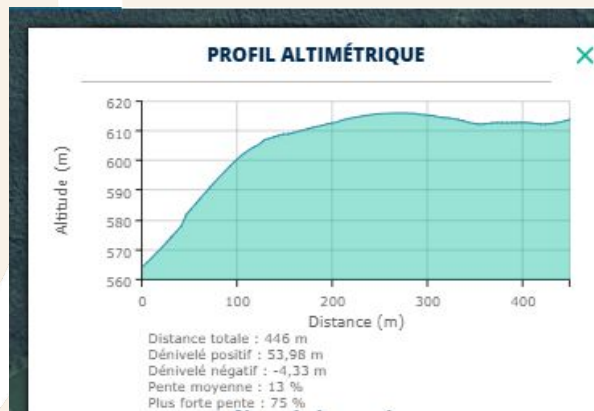 PROFIL ALTIMÉTRIQUE
Altitude (m)
620
610
600
590
580
570
560
0 100 200 300 400
Distance (m)
Distance totale : 446 m
Dénivelé positif : 53,98 m
Dénivelé négatif : -4,33 m
Pente moyenne : 13 %
Plus forte pente : 75 %